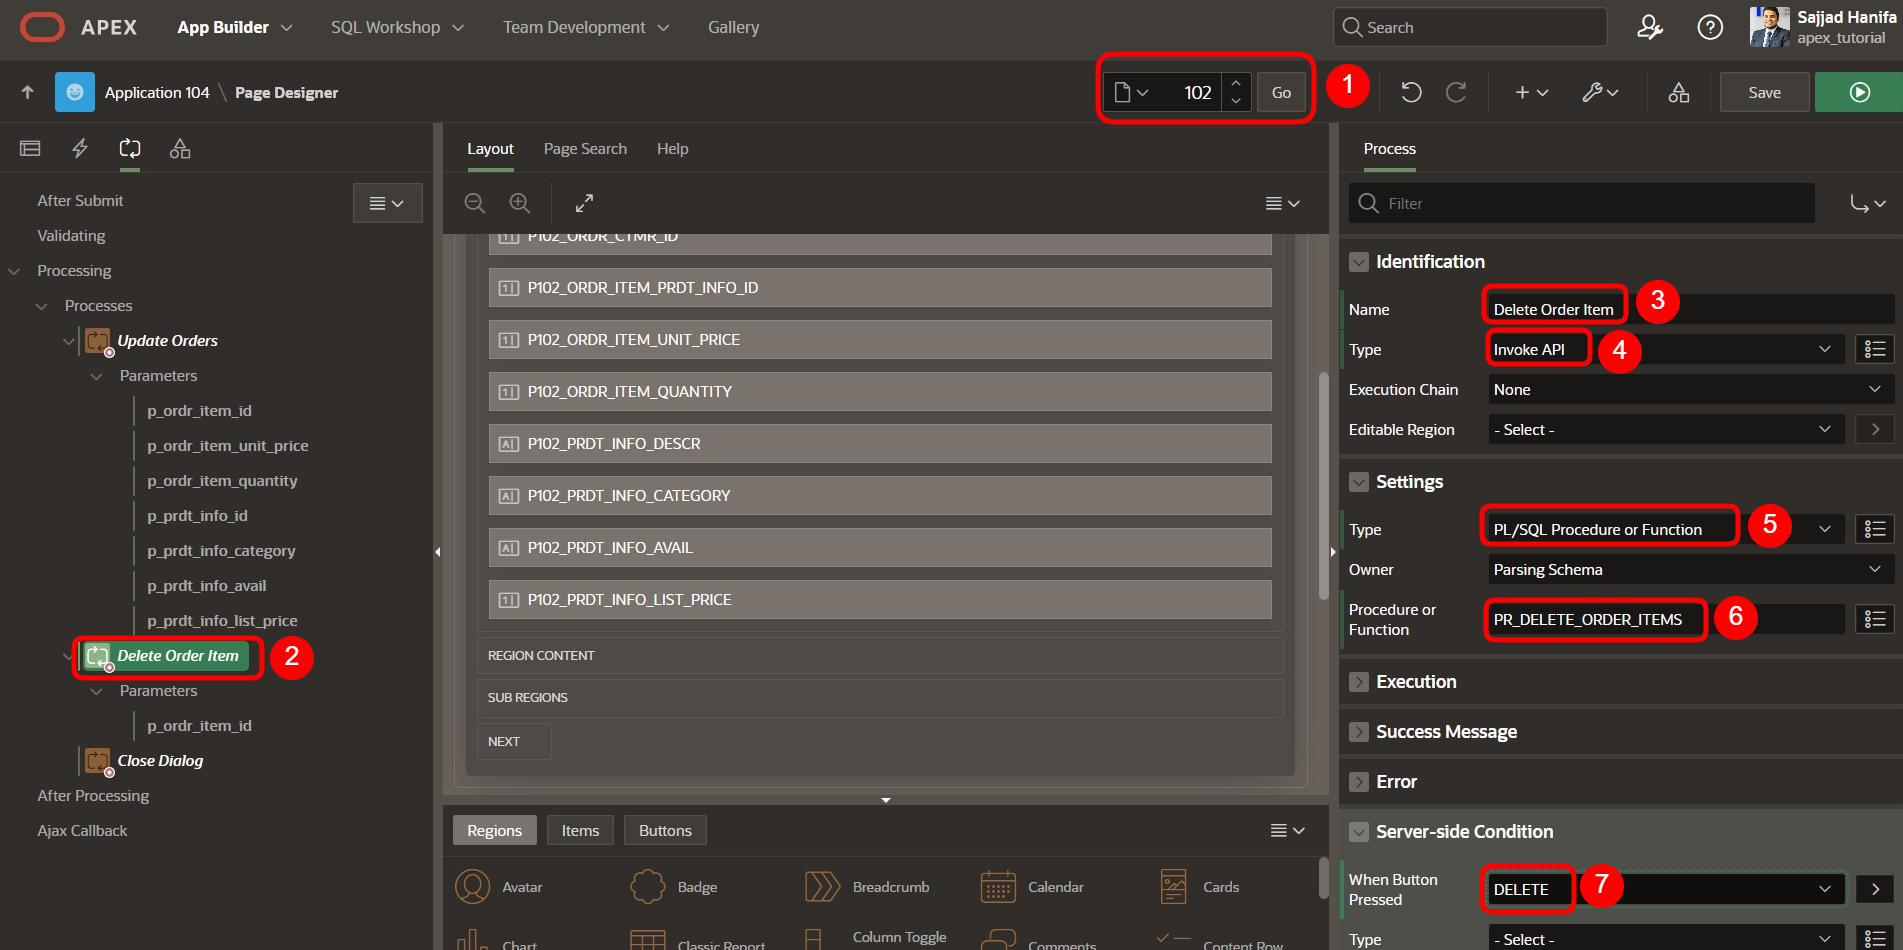 APEX
App Builder
SQL Workshop
Team Development
Gallery
Search
Sajjad Hanifa
apex_tutorial
Application 104 \ Page Designer
102
Go
1
Save
After Submit
Validating
Processing
Processes
Update Orders
Parameters
p_ordr_item_id
p_ordr_item_unit_price
p_ordr_item_quantity
p_prdt_info_id
p_prdt_info_category
p_prdt_info_avail
p_prdt_info_list_price
Delete Order Item
2
Parameters
p_ordr_item_id
Close Dialog
After Processing
Ajax Callback
Layout
Page Search
Help
P102_ORDR_CTMR_ID
P102_ORDR_ITEM_PRDT_INFO_ID
P102_ORDR_ITEM_UNIT_PRICE
P102_ORDR_ITEM_QUANTITY
P102_PRDT_INFO_DESCR
P102_PRDT_INFO_CATEGORY
P102_PRDT_INFO_AVAIL
P102_PRDT_INFO_LIST_PRICE
REGION CONTENT
SUB REGIONS
NEXT
Regions
Items
Buttons
Avatar
Badge
Breadcrumb
Calendar
Cards
Chart
Classic Report
Column Toggle
Comments
Content Row
Process
Filter
Identification
Name
Delete Order Item
3
Type
Invoke API
4
Execution Chain
None
Editable Region
- Select -
Settings
Type
PL/SQL Procedure or Function
5
Owner
Parsing Schema
Procedure or
Function
PR_DELETE_ORDER_ITEMS
6
Execution
Success Message
Error
Server-side Condition
When Button
Pressed
DELETE
7
Type
- Select -